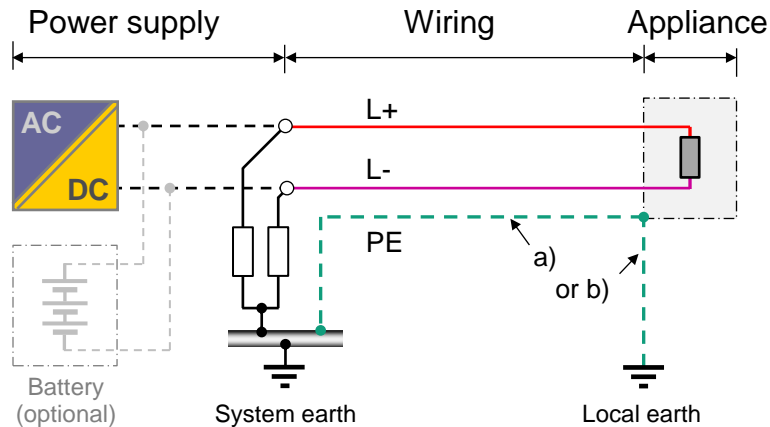 Power supply
Wiring
Appliance
AC
DC
L+
L-
PE
a)
or b)
Battery
(optional)
System earth
Local earth